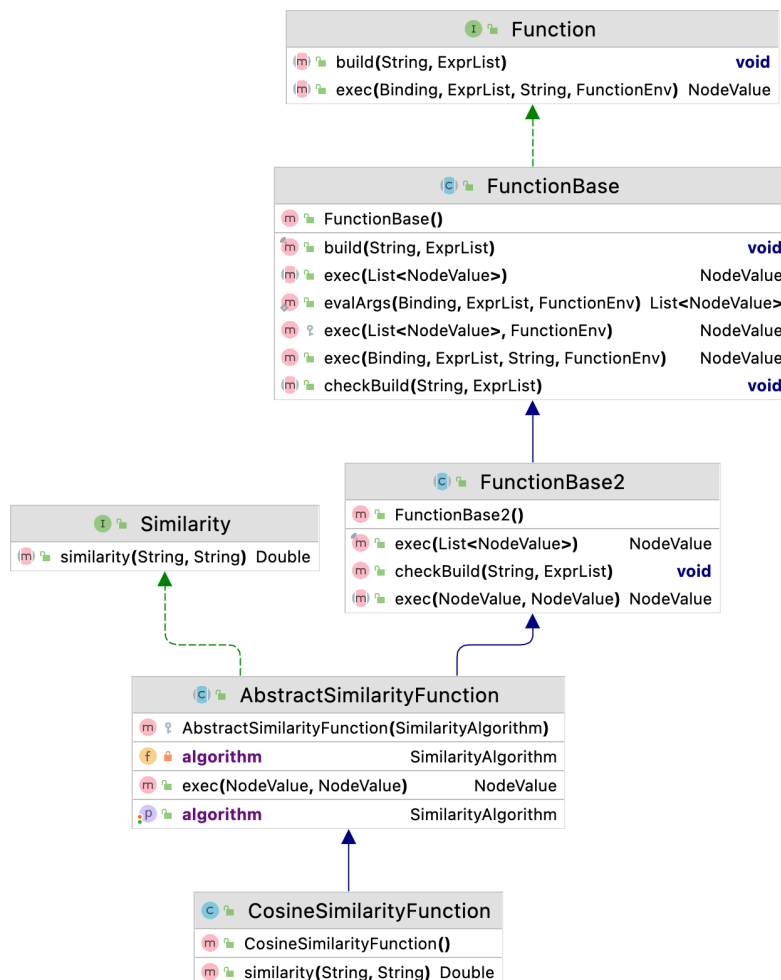 I Function
m build(String, ExprList) void
m exec(Binding, ExprList, String, FunctionEnv) NodeValue
C FunctionBase
m FunctionBase()
m build(String, ExprList) void
m exec(List<NodeValue>) NodeValue
m evalArgs(Binding, ExprList, FunctionEnv) List<NodeValue>
m exec(List<NodeValue>, FunctionEnv) NodeValue
m exec(Binding, ExprList, String, FunctionEnv) NodeValue
m checkBuild(String, ExprList) void
C FunctionBase2
m FunctionBase2()
m exec(List<NodeValue>) NodeValue
m checkBuild(String, ExprList) void
m exec(NodeValue, NodeValue) NodeValue
I Similarity
m similarity(String, String) Double
C AbstractSimilarityFunction
m AbstractSimilarityFunction(SimilarityAlgorithm)
f algorithm SimilarityAlgorithm
m exec(NodeValue, NodeValue) NodeValue
p algorithm SimilarityAlgorithm
C CosineSimilarityFunction
m CosineSimilarityFunction()
m similarity(String, String) Double